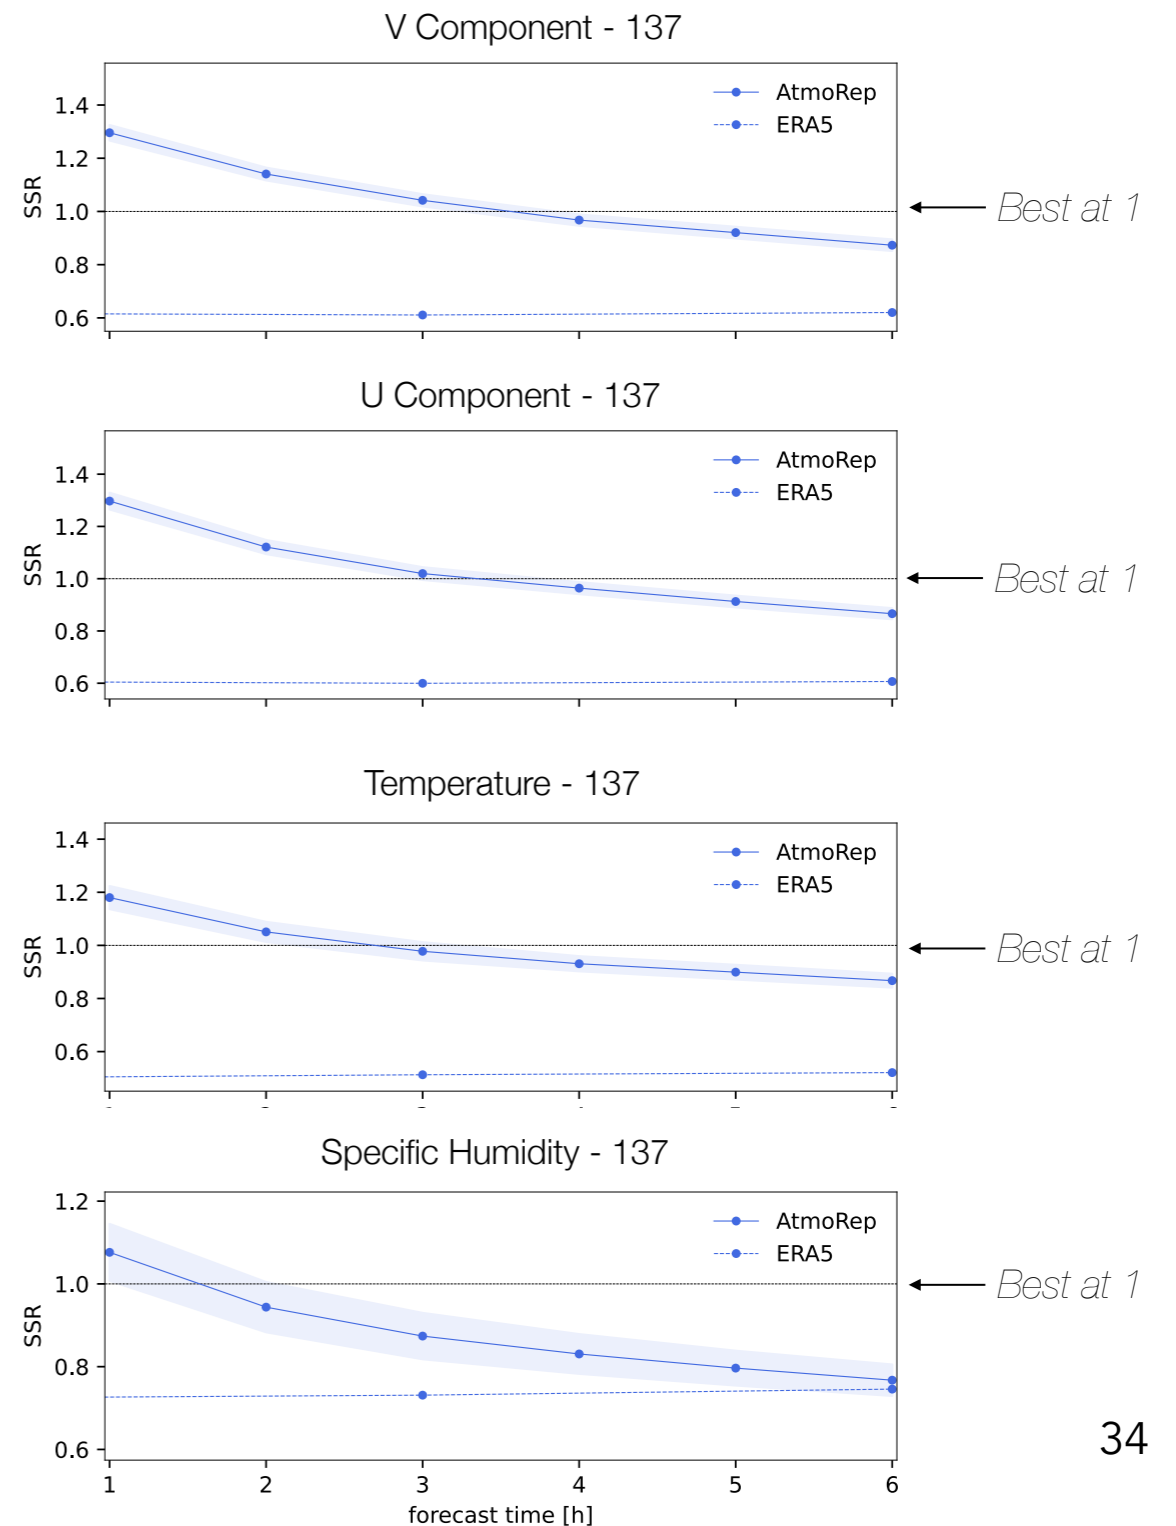 V Component - 137
AtmoRep
ERA5
1.4
1.2
1.0
0.8
0.6
SSR
Best at 1
U Component - 137
AtmoRep
ERA5
1.4
1.2
1.0
0.8
0.6
SSR
Best at 1
Temperature - 137
AtmoRep
ERA5
1.4
1.2
1.0
0.8
0.6
SSR
Best at 1
Specific Humidity - 137
AtmoRep
ERA5
1.2
1.0
0.8
0.6
SSR
Best at 1
1 2 3 4 5 6
forecast time [h]
34